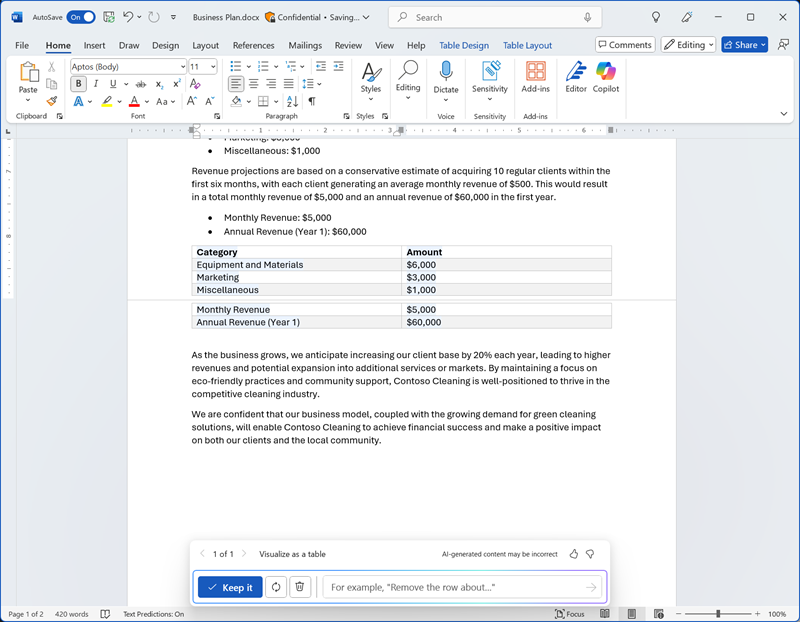 AutoSave On Business Plan.docx Confidential • Saving... Search
File Home Insert Draw Design Layout References Mailings Review View Help Table Design Table Layout Comments Editing Share
Paste
Aptos (Body) 11
B I U ab x₂ x² A
A A Aa A A
Styles Editing Dictate Sensitivity Add-ins Editor Copilot
Clipboard Font Paragraph Styles Voice Sensitivity Add-ins
1 2 3 4 5 6
• Miscellaneous: $1,000
Revenue projections are based on a conservative estimate of acquiring 10 regular clients within the
first six months, with each client generating an average monthly revenue of $500. This would result
in a total monthly revenue of $5,000 and an annual revenue of $60,000 in the first year.
• Monthly Revenue: $5,000
• Annual Revenue (Year 1): $60,000
Category Amount
Equipment and Materials $6,000
Marketing $3,000
Miscellaneous $1,000
Monthly Revenue $5,000
Annual Revenue (Year 1) $60,000
As the business grows, we anticipate increasing our client base by 20% each year, leading to higher
revenues and potential expansion into additional services or markets. By maintaining a focus on
eco-friendly practices and community support, Contoso Cleaning is well-positioned to thrive in the
competitive cleaning industry.
We are confident that our business model, coupled with the growing demand for green cleaning
solutions, will enable Contoso Cleaning to achieve financial success and make a positive impact
on both our clients and the local community.
1 of 1 Visualize as a table AI-generated content may be incorrect
Keep it For example, "Remove the row about..."
Page 1 of 2 420 words Text Predictions: On Focus 100%